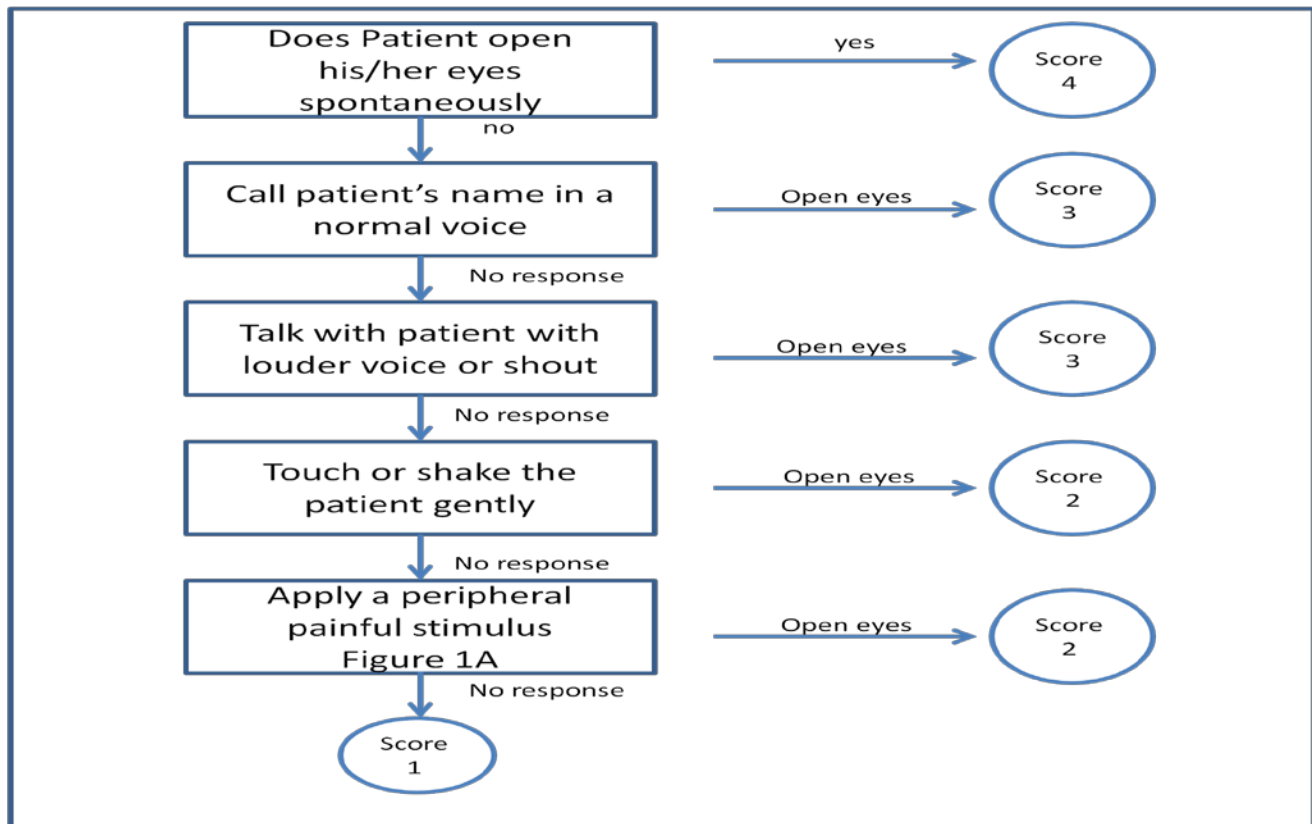 Does Patient open
his/her eyes
spontaneously
yes
Score
4
no
Call patient’s name in a
normal voice
Open eyes
Score
3
No response
Talk with patient with
louder voice or shout
Open eyes
Score
3
No response
Touch or shake the
patient gently
Open eyes
Score
2
No response
Apply a peripheral
painful stimulus
Figure 1A
Open eyes
Score
2
No response
Score
1